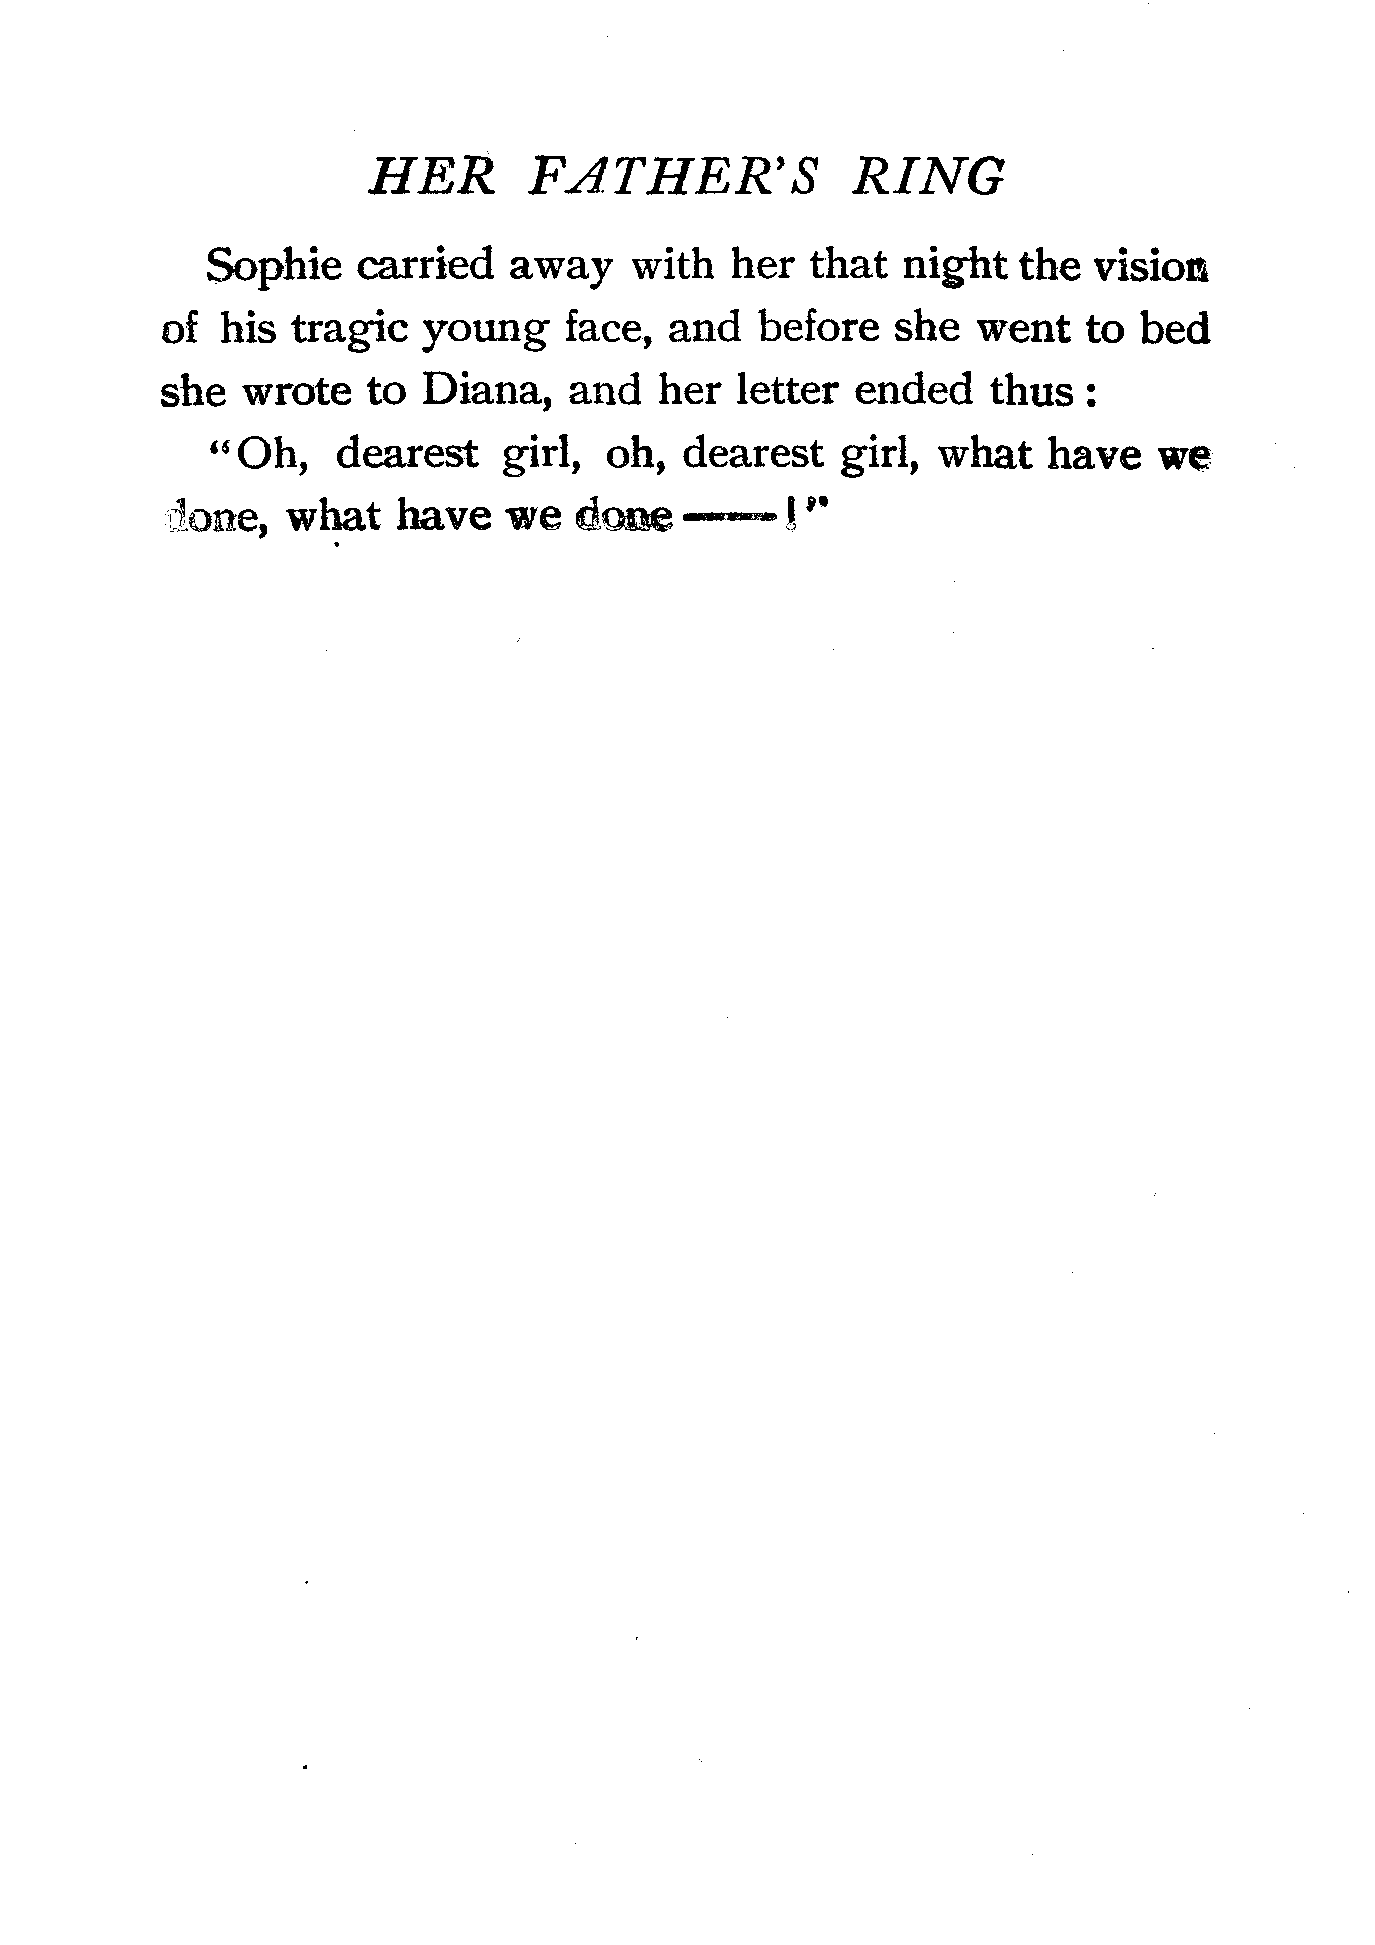 HER FATHER'S RING
Sophie carried away with her that night the vision
of his tragic young face, and before she went to bed
she wrote to Diana, and her letter ended thus :
"Oh, dearest girl, oh, dearest girl, what have we
done, what have we done——!"